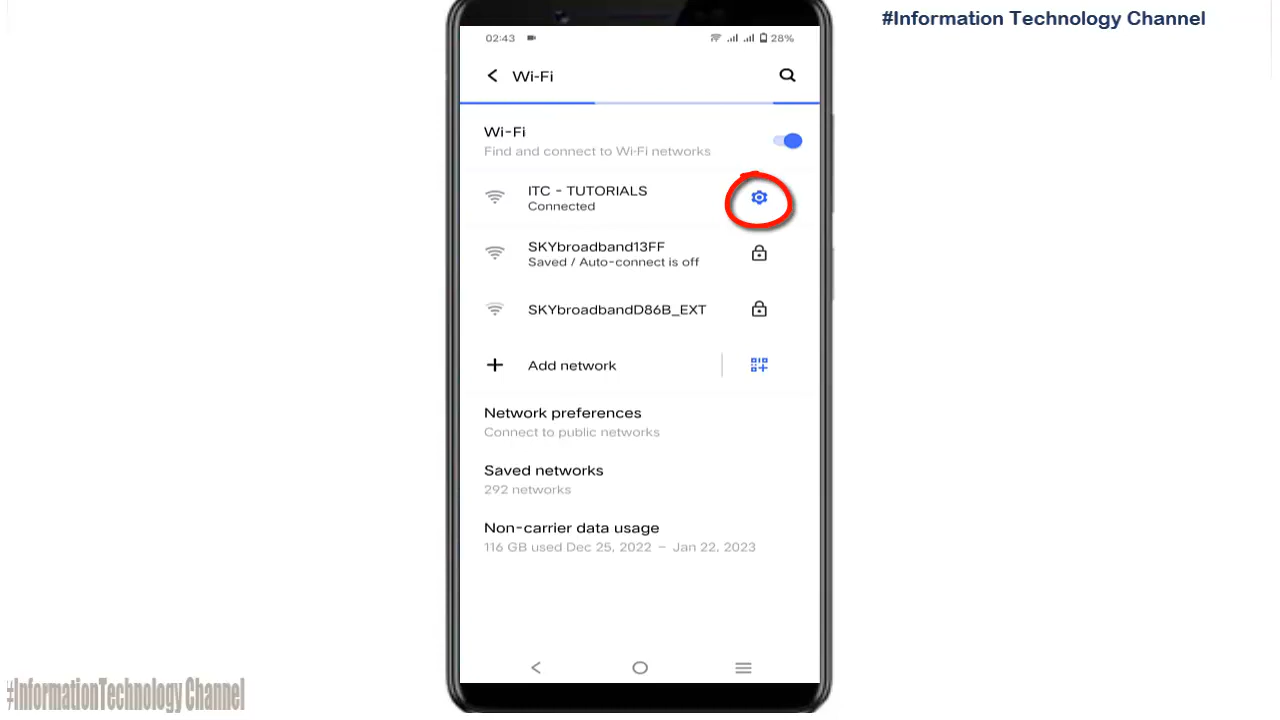 #Information Technology Channel
02:43
28%
Wi-Fi
Wi-Fi
Find and connect to Wi-Fi networks
ITC - TUTORIALS
Connected
SKYbroadband13FF
Saved / Auto-connect is off
SKYbroadbandD86B_EXT
Add network
Network preferences
Connect to public networks
Saved networks
292 networks
Non-carrier data usage
116 GB used Dec 25, 2022 – Jan 22, 2023
#InformationTechnology Channel